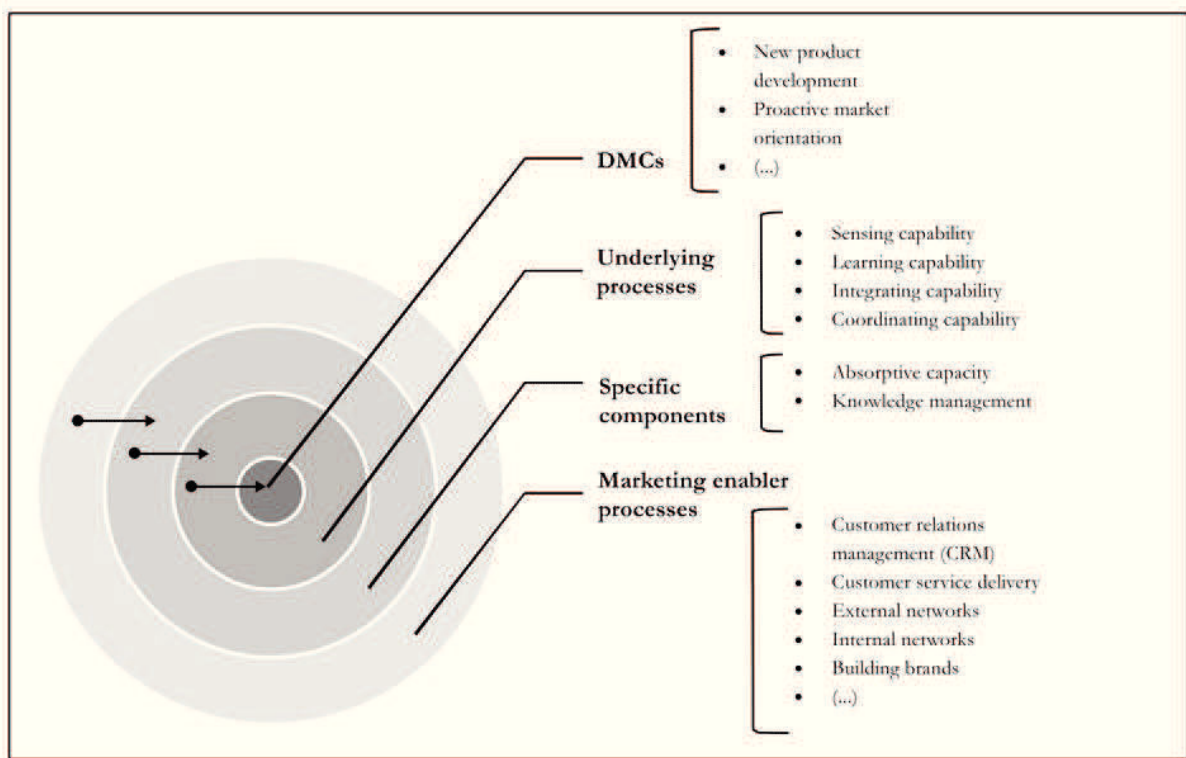 New product
development
Proactive market
orientation
(...)
DMCs
Underlying
processes
Sensing capability
Learning capability
Integrating capability
Coordinating capability
Specific
components
Absorptive capacity
Knowledge management
Marketing enabler
processes
Customer relations
management (CRM)
Customer service delivery
External networks
Internal networks
Building brands
(...)